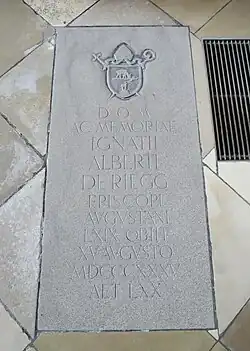 D O M
AC MEMORIAE
IGNATII
ALBERTI
DE RIEGG
EPISCOPI
AVGVSTANI
LXIX OBIIT
XV AVGVSTO
MDCCCXXXVI
AET LXX